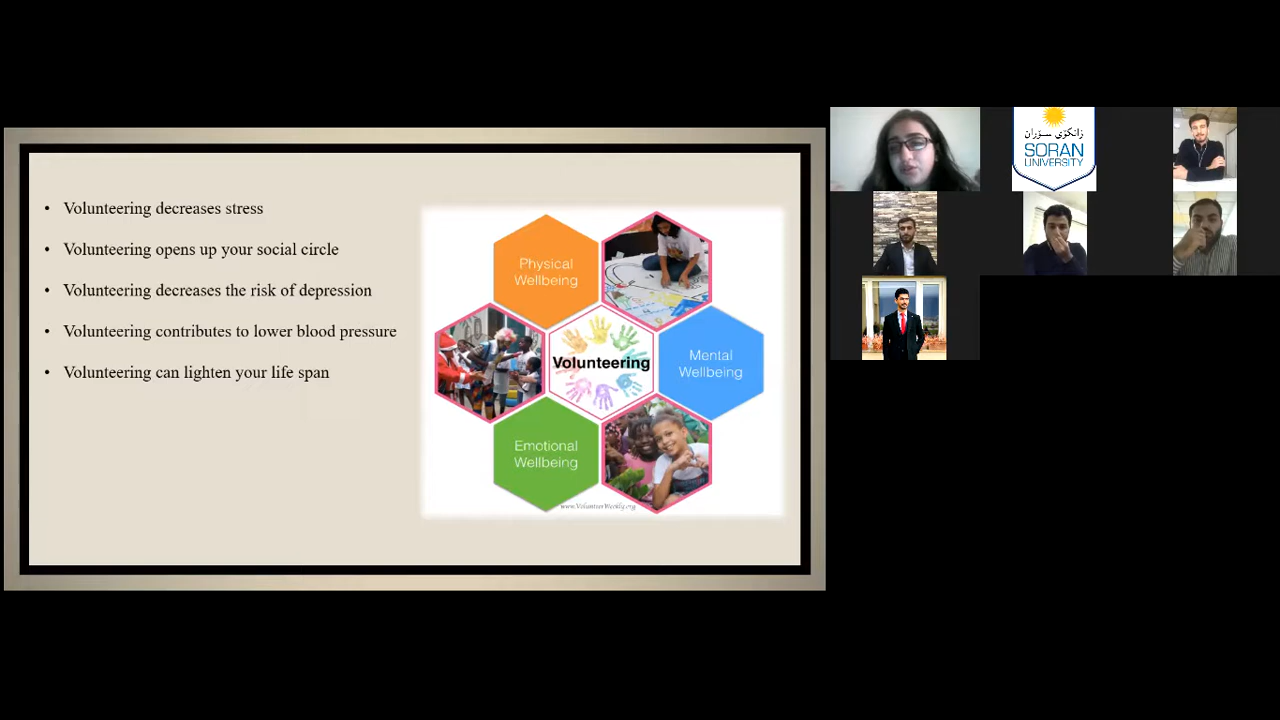 • Volunteering decreases stress
• Volunteering opens up your social circle
• Volunteering decreases the risk of depression
• Volunteering contributes to lower blood pressure
• Volunteering can lighten your life span
Physical
Wellbeing
Volunteering
Mental
Wellbeing
Emotional
Wellbeing
www.VolunteerWeekly.org
زانکۆی سۆران
SORAN
UNIVERSITY